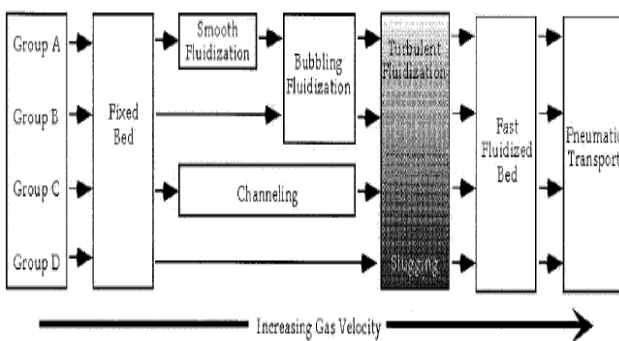 Group A
Group B
Group C
Group D
Fixed
Bed
Smooth
Fluidization
Bubbling
Fluidization
Channeling
Turbulent
Fluidization
Slugging
Fast
Fluidized
Bed
Pneumatic
Transport
Increasing Gas Velocity